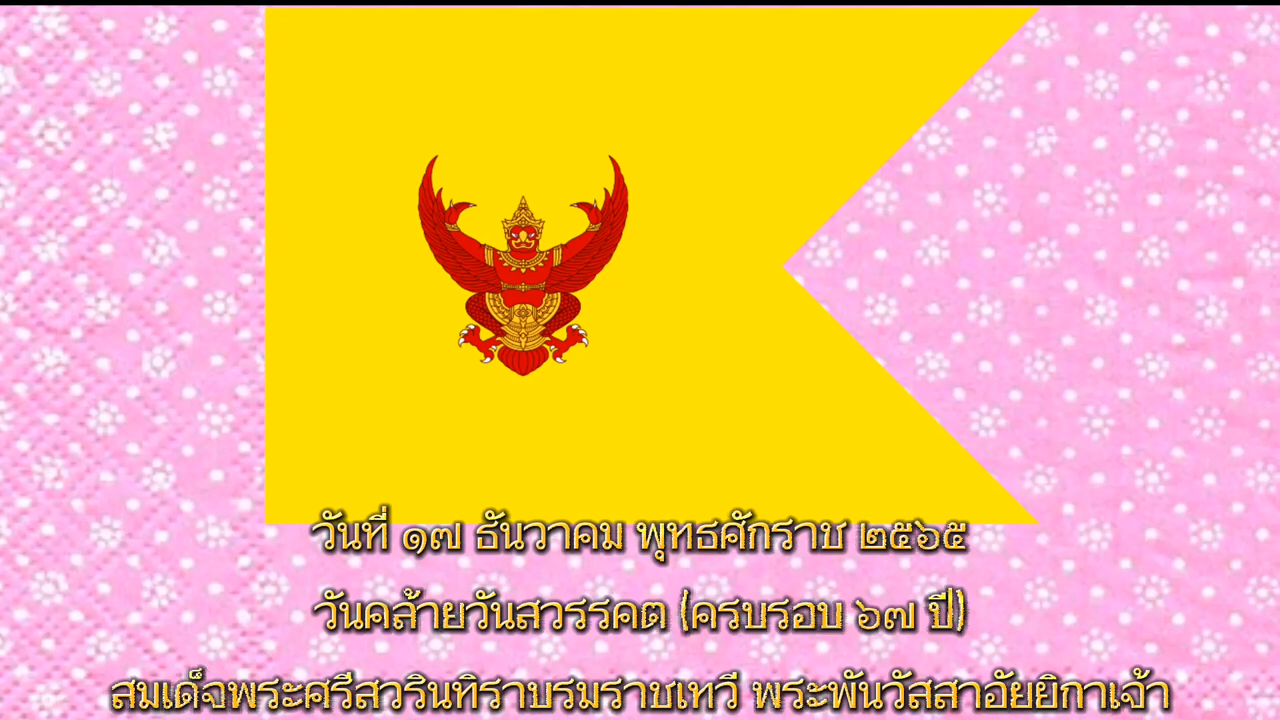 วันที่ ๑๗ ธันวาคม พุทธศักราช ๒๕๖๕
วันคล้ายวันสวรรคต (ครบรอบ ๖๗ ปี)
สมเด็จพระศรีสวรินทิราบรมราชเทวี พระพันวัสสาอัยยิกาเจ้า